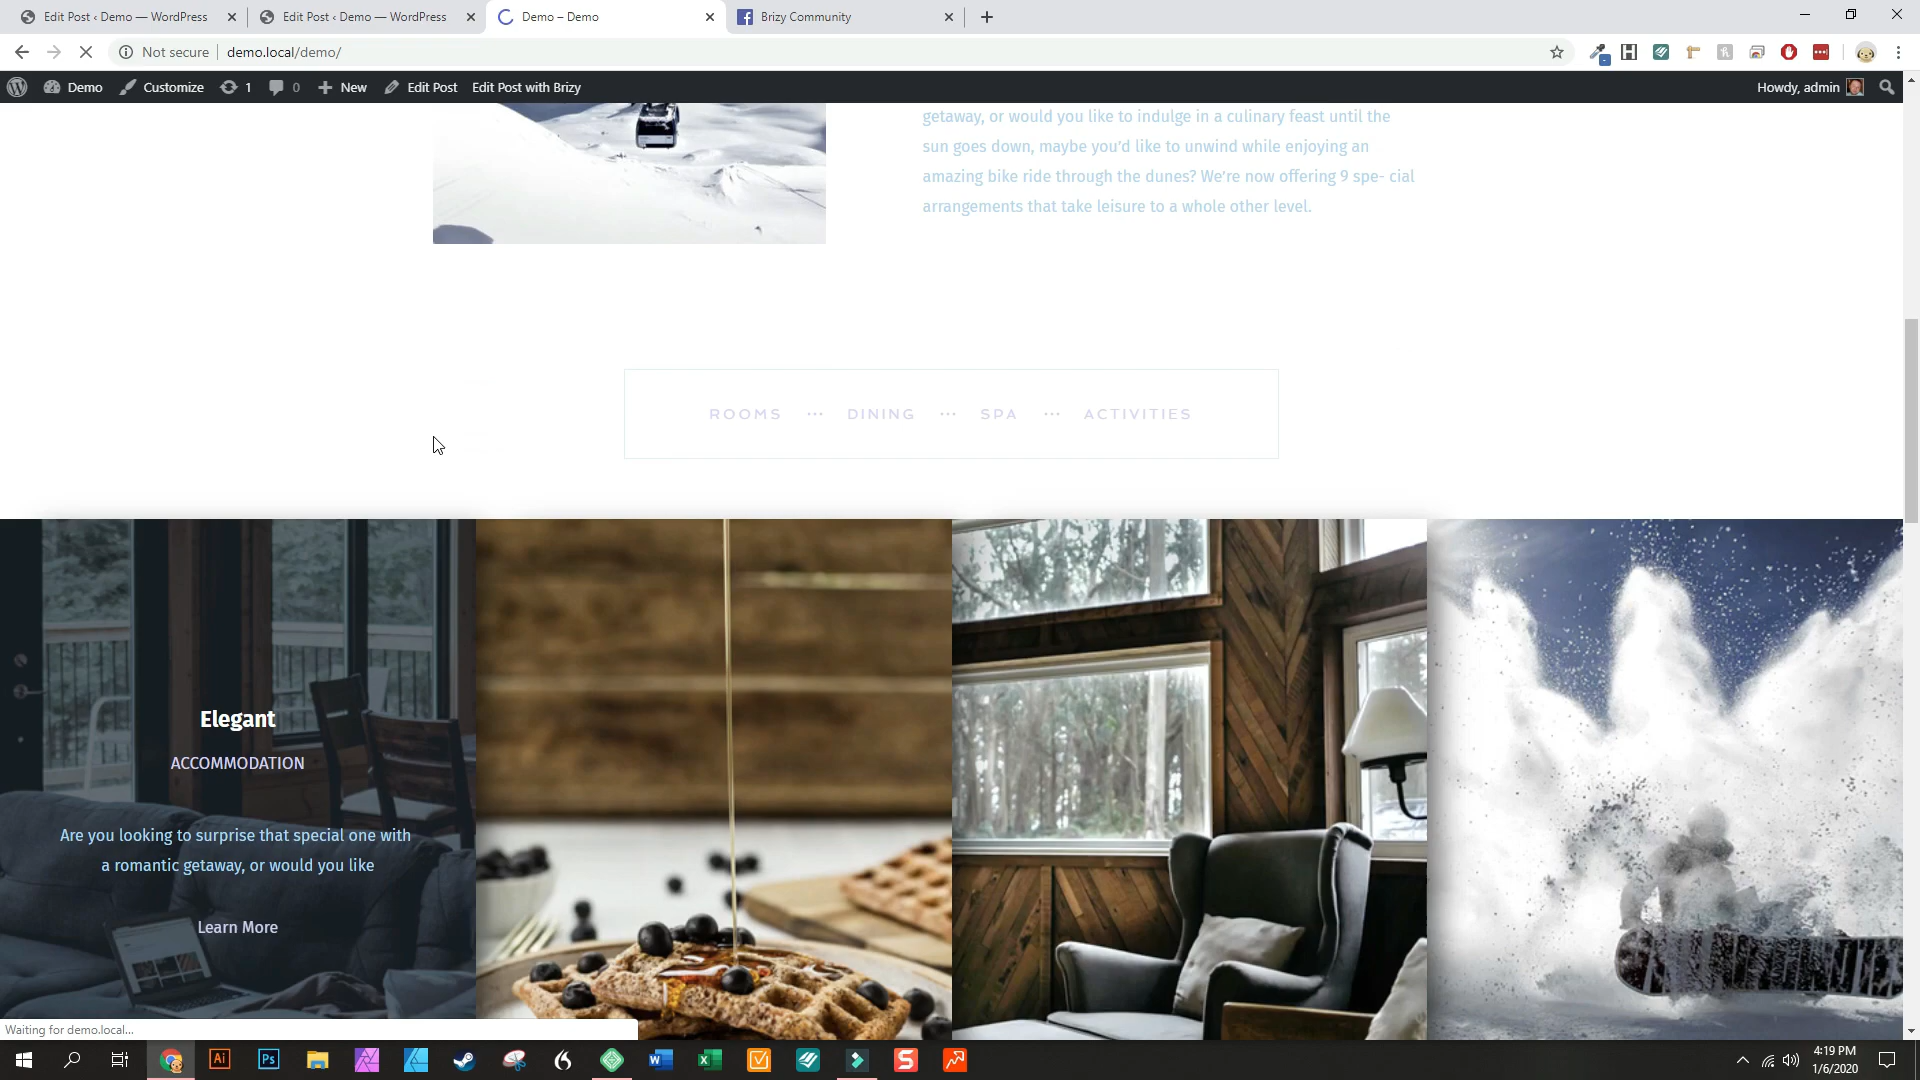 Edit Post ‹ Demo — WordPress
Edit Post ‹ Demo — WordPress
Demo – Demo
Brizy Community
Not secure
demo.local/demo/
Demo
Customize
1
0
New
Edit Post
Edit Post with Brizy
Howdy, admin
getaway, or would you like to indulge in a culinary feast until the
sun goes down, maybe you'd like to unwind while enjoying an
amazing bike ride through the dunes? We're now offering 9 spe- cial
arrangements that take leisure to a whole other level.
ROOMS ··· DINING ··· SPA ··· ACTIVITIES
Elegant
ACCOMMODATION
Are you looking to surprise that special one with
a romantic getaway, or would you like
Learn More
Waiting for demo.local...
4:19 PM
1/6/2020